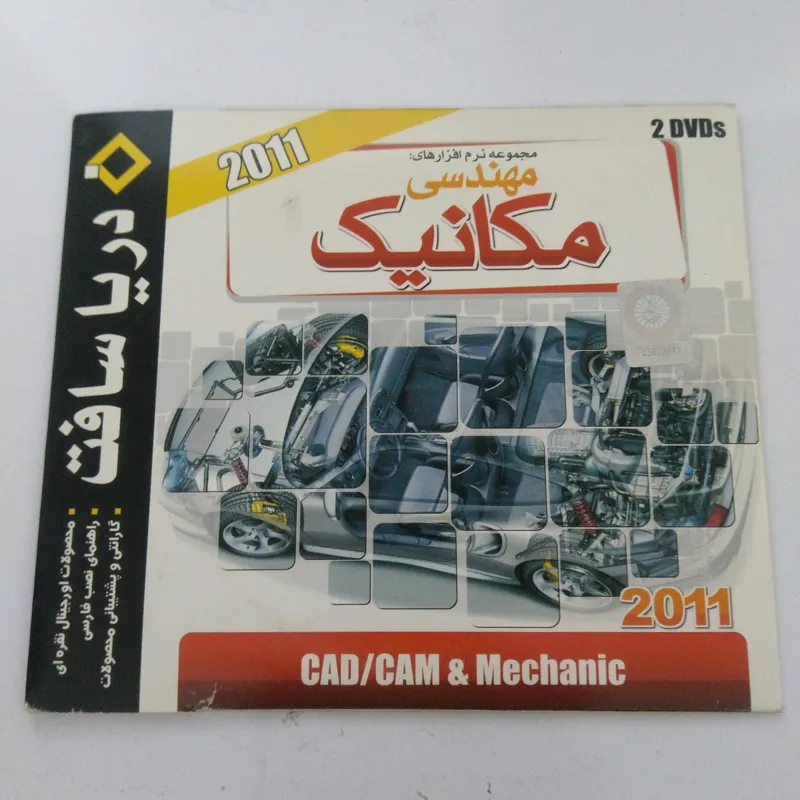 2 DVDs
2011
مجموعه نرم افزارهای:
مهندسی
مکانیک
دریا سافت
محصولات اورجینال نقره ای
راهنمای نصب فارسی
گارانتی و پشتیبانی محصولات
2011
CAD/CAM & Mechanic